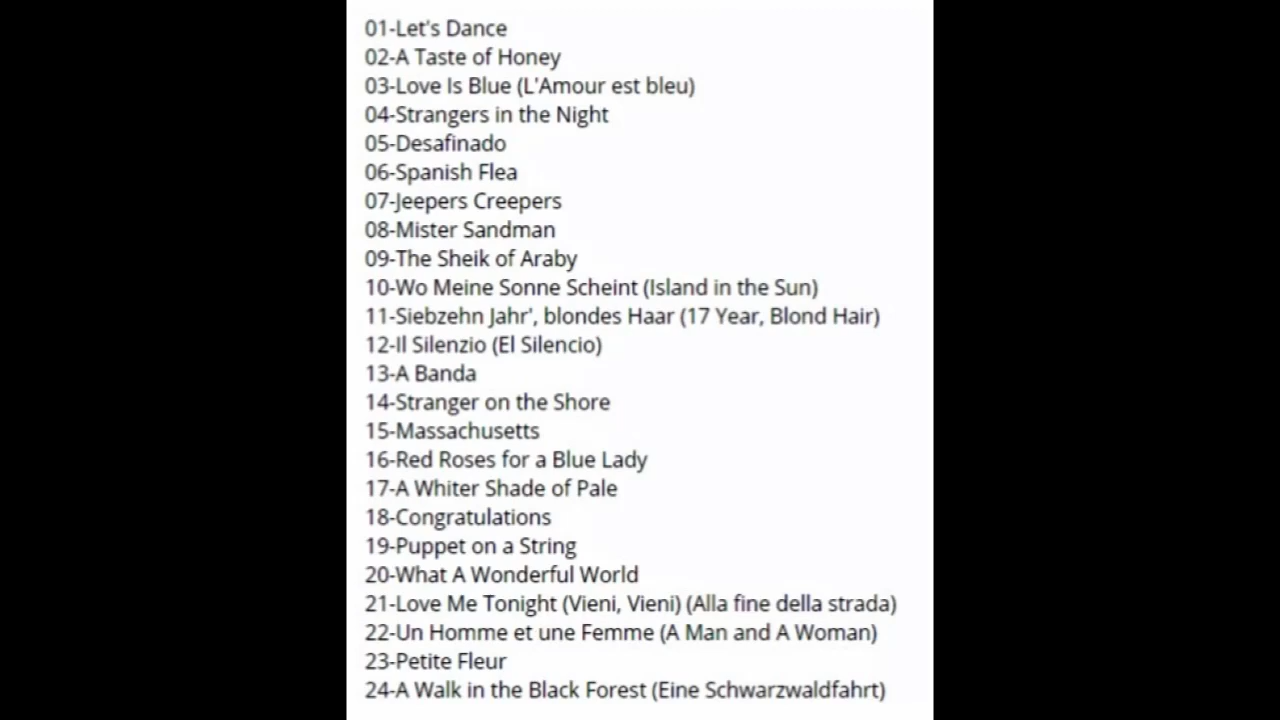 01-Let's Dance
02-A Taste of Honey
03-Love Is Blue (L'Amour est bleu)
04-Strangers in the Night
05-Desafinado
06-Spanish Flea
07-Jeepers Creepers
08-Mister Sandman
09-The Sheik of Araby
10-Wo Meine Sonne Scheint (Island in the Sun)
11-Siebzehn Jahr', blondes Haar (17 Year, Blond Hair)
12-Il Silenzio (El Silencio)
13-A Banda
14-Stranger on the Shore
15-Massachusetts
16-Red Roses for a Blue Lady
17-A Whiter Shade of Pale
18-Congratulations
19-Puppet on a String
20-What A Wonderful World
21-Love Me Tonight (Vieni, Vieni) (Alla fine della strada)
22-Un Homme et une Femme (A Man and A Woman)
23-Petite Fleur
24-A Walk in the Black Forest (Eine Schwarzwaldfahrt)